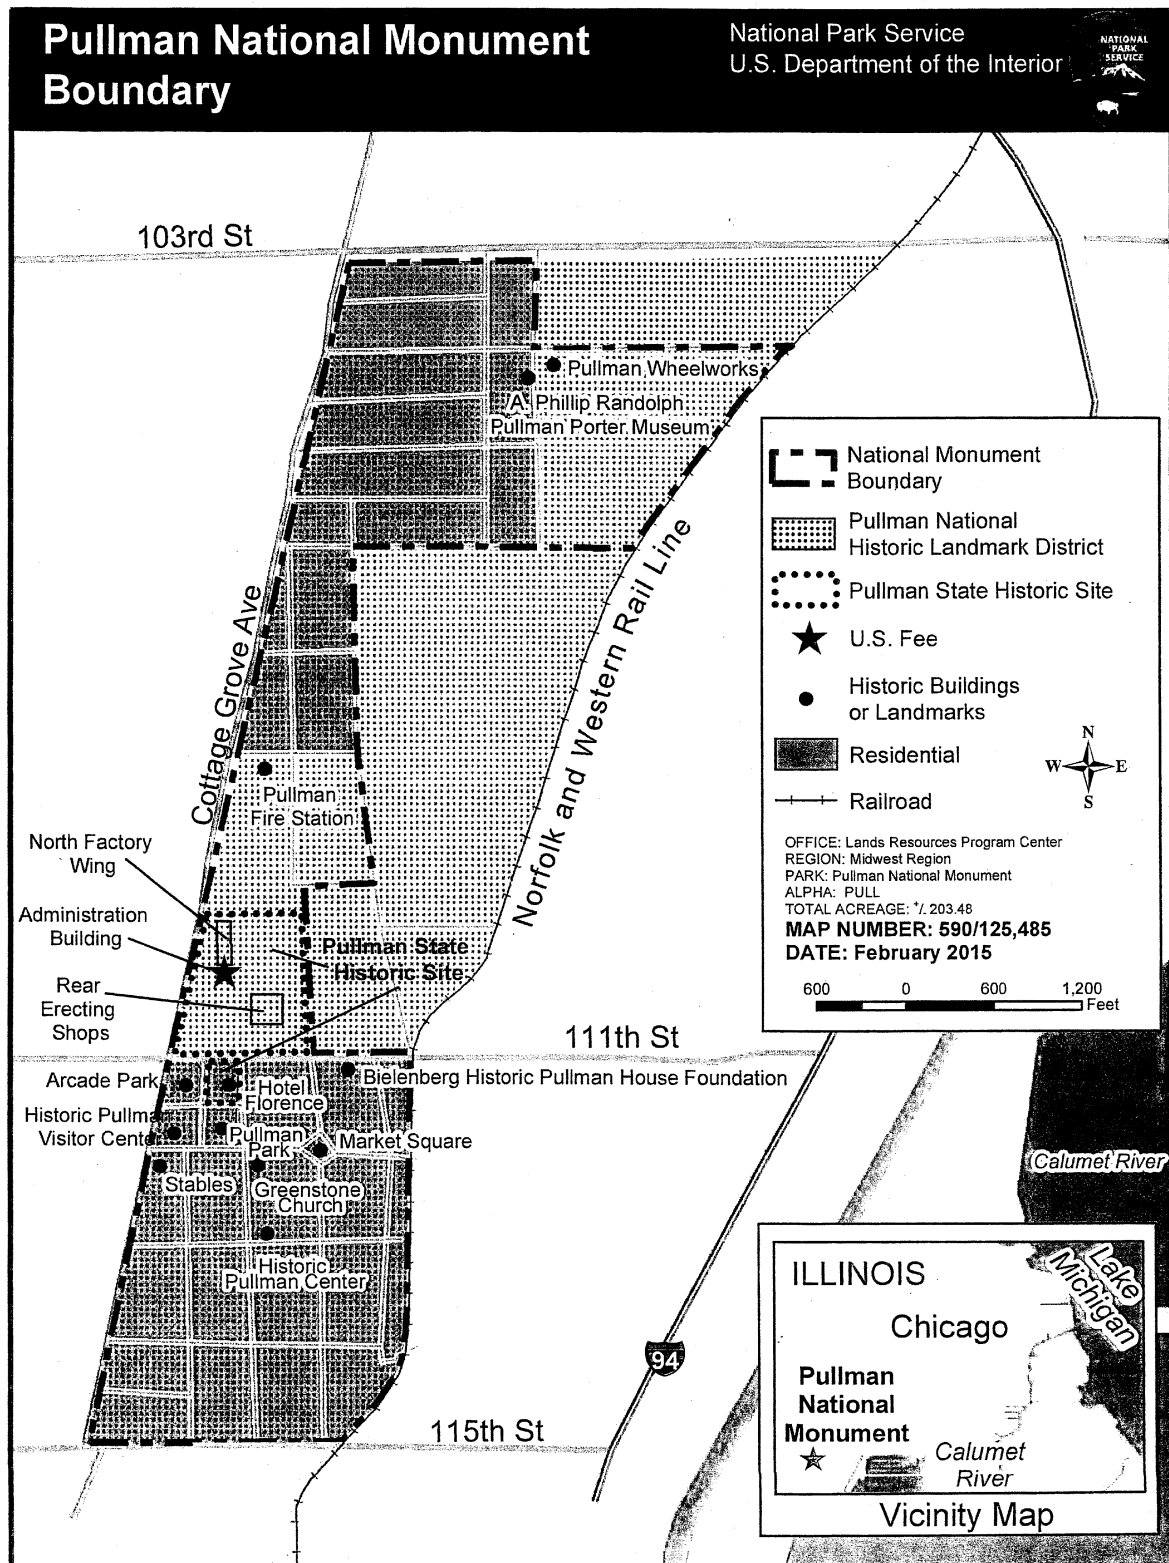 Pullman National Monument
Boundary
National Park Service
U.S. Department of the Interior
NATIONAL
PARK
SERVICE
103rd St
Pullman Wheelworks
A. Phillip Randolph
Pullman Porter Museum
National Monument
Boundary
Pullman National
Historic Landmark District
Pullman State Historic Site
U.S. Fee
Historic Buildings
or Landmarks
Residential
Railroad
N
W
E
S
OFFICE: Lands Resources Program Center
REGION: Midwest Region
PARK: Pullman National Monument
ALPHA: PULL
TOTAL ACREAGE: +/- 203.48
MAP NUMBER: 590/125,485
DATE: February 2015
600 0 600 1,200
Feet
Cottage Grove Ave
Norfolk and Western Rail Line
Pullman
Fire Station
North Factory
Wing
Administration
Building
Pullman State
Historic Site
Rear
Erecting
Shops
111th St
Arcade Park
Hotel
Florence
Bielenberg Historic Pullman House Foundation
Historic Pullman
Visitor Center
Pullman
Park
Market Square
Stables
Greenstone
Church
Historic
Pullman Center
Calumet River
94
115th St
ILLINOIS
Lake
Michigan
Chicago
Pullman
National
Monument
Calumet
River
Vicinity Map